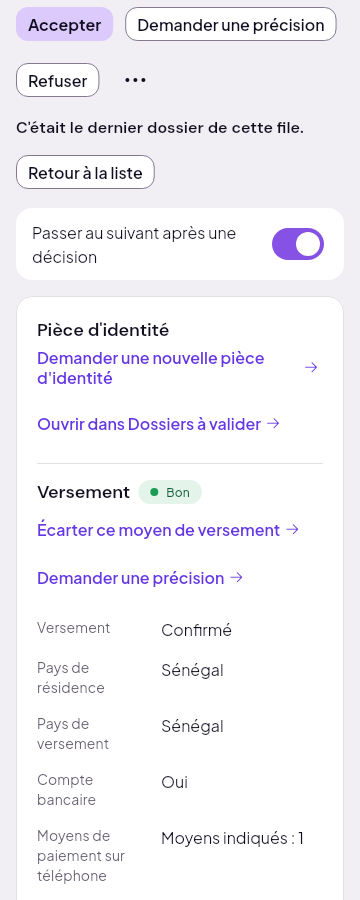 Accepter
Demander une précision
Refuser
C'était le dernier dossier de cette file.
Retour à la liste
Passer au suivant après une
décision
Pièce d'identité
Demander une nouvelle pièce
d'identité →
Ouvrir dans Dossiers à valider →
Versement
Bon
Écarter ce moyen de versement →
Demander une précision →
Versement
Confirmé
Pays de
résidence
Sénégal
Pays de
versement
Sénégal
Compte
bancaire
Oui
Moyens de
paiement sur
téléphone
Moyens indiqués : 1